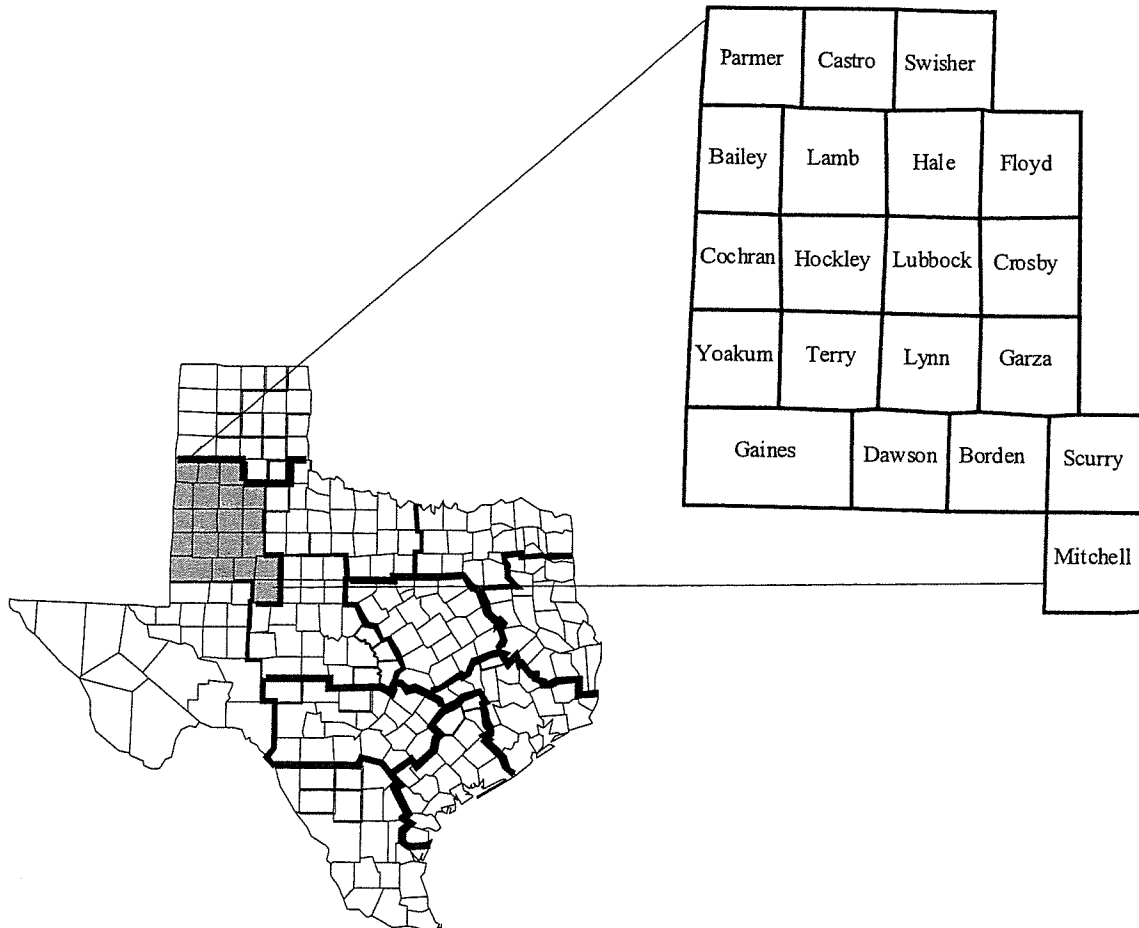 Parmer Castro Swisher
Bailey Lamb Hale Floyd
Cochran Hockley Lubbock Crosby
Yoakum Terry Lynn Garza
Gaines Dawson Borden Scurry
Mitchell